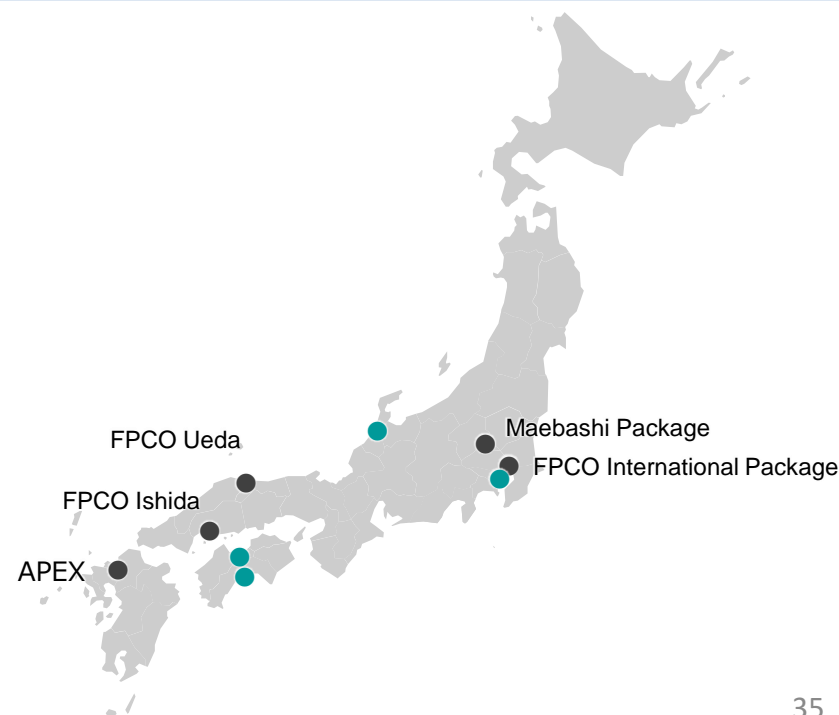 Maebashi Package
FPCO Ueda
FPCO International Package
FPCO Ishida
APEX
35